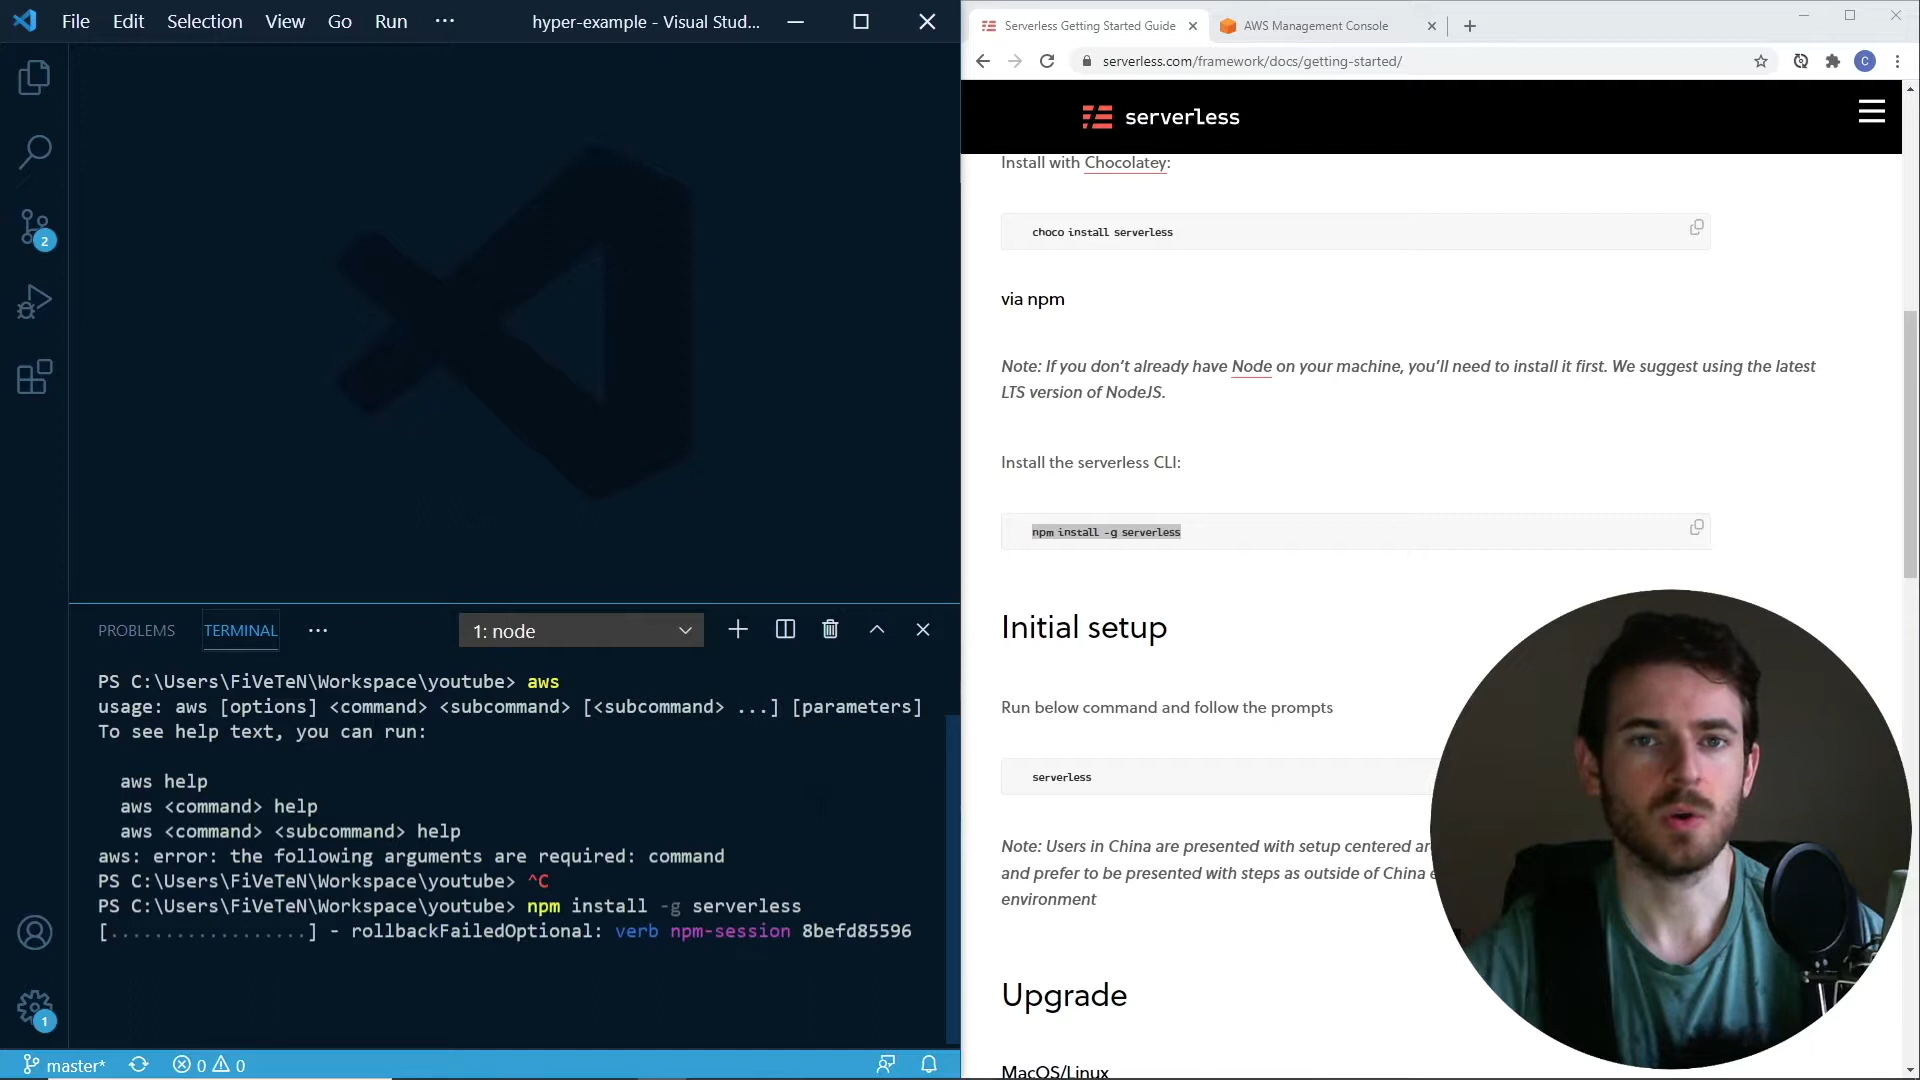 File Edit Selection View Go Run ···
hyper-example - Visual Stud...
2
PROBLEMS TERMINAL ···
1: node
PS C:\Users\FiVeTeN\Workspace\youtube> aws
usage: aws [options] <command> <subcommand> [<subcommand> ...] [parameters]
To see help text, you can run:
aws help
aws <command> help
aws <command> <subcommand> help
aws: error: the following arguments are required: command
PS C:\Users\FiVeTeN\Workspace\youtube> ^C
PS C:\Users\FiVeTeN\Workspace\youtube> npm install -g serverless
[..................] - rollbackFailedOptional: verb npm-session 8befd85596
1
master* 0 0
Serverless Getting Started Guide
AWS Management Console
serverless.com/framework/docs/getting-started/
C
serverless
Install with Chocolatey:
choco install serverless
via npm
Note: If you don't already have Node on your machine, you'll need to install it first. We suggest using the latest
LTS version of NodeJS.
Install the serverless CLI:
npm install -g serverless
Initial setup
Run below command and follow the prompts
serverless
Note: Users in China are presented with setup centered
and prefer to be presented with steps as outside of China
environment
Upgrade
MacOS/Linux